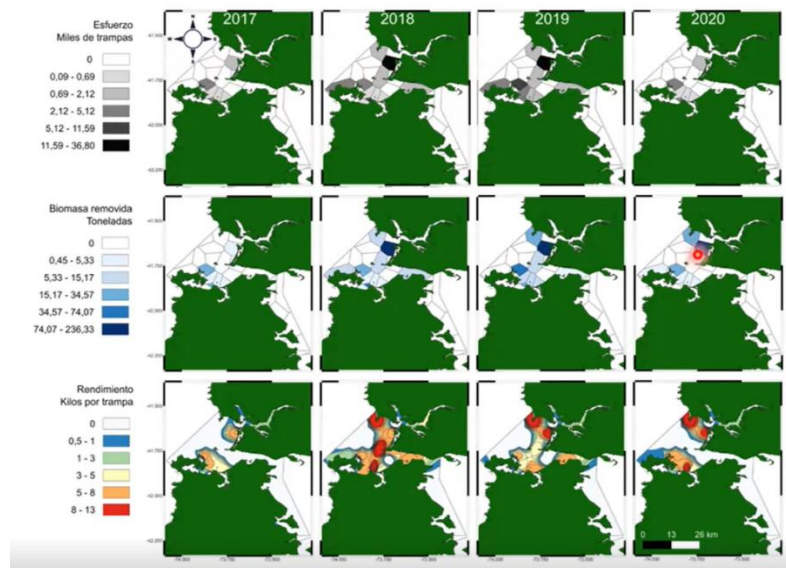 2017
2018
2019
2020
Esfuerzo
Miles de trampas
0
0,09 - 0,69
0,69 - 2,12
2,12 - 5,12
5,12 - 11,59
11,59 - 36,80
Biomasa removida
Toneladas
0
0,45 - 5,33
5,33 - 15,17
15,17 - 34,57
34,57 - 74,07
74,07 - 236,33
Rendimiento
Kilos por trampa
0
0,5 - 1
1 - 3
3 - 5
5 - 8
8 - 13
0 13 26 km